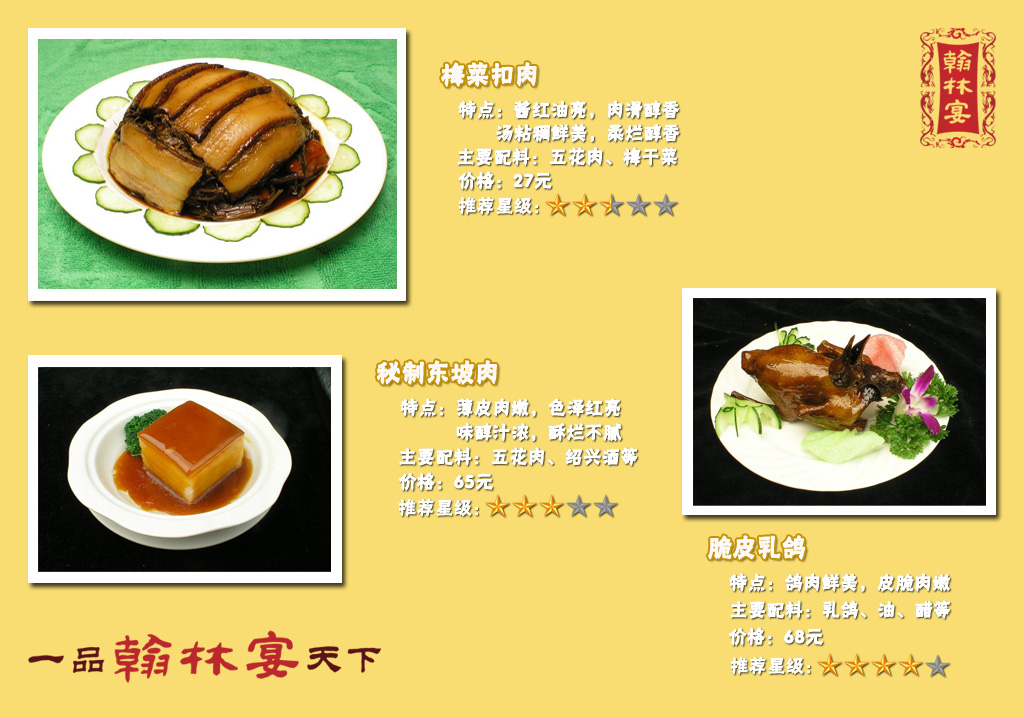 翰林宴
梅菜扣肉
特点：酱红油亮，肉滑醇香
汤粘稠鲜美，柔烂醇香
主要配料：五花肉、梅干菜
价格：27元
推荐星级：
秘制东坡肉
特点：薄皮肉嫩，色泽红亮
味醇汁浓，酥烂不腻
主要配料：五花肉、绍兴酒等
价格：65元
推荐星级：
脆皮乳鸽
特点：鸽肉鲜美，皮脆肉嫩
主要配料：乳鸽、油、醋等
价格：68元
推荐星级：
一品翰林宴天下